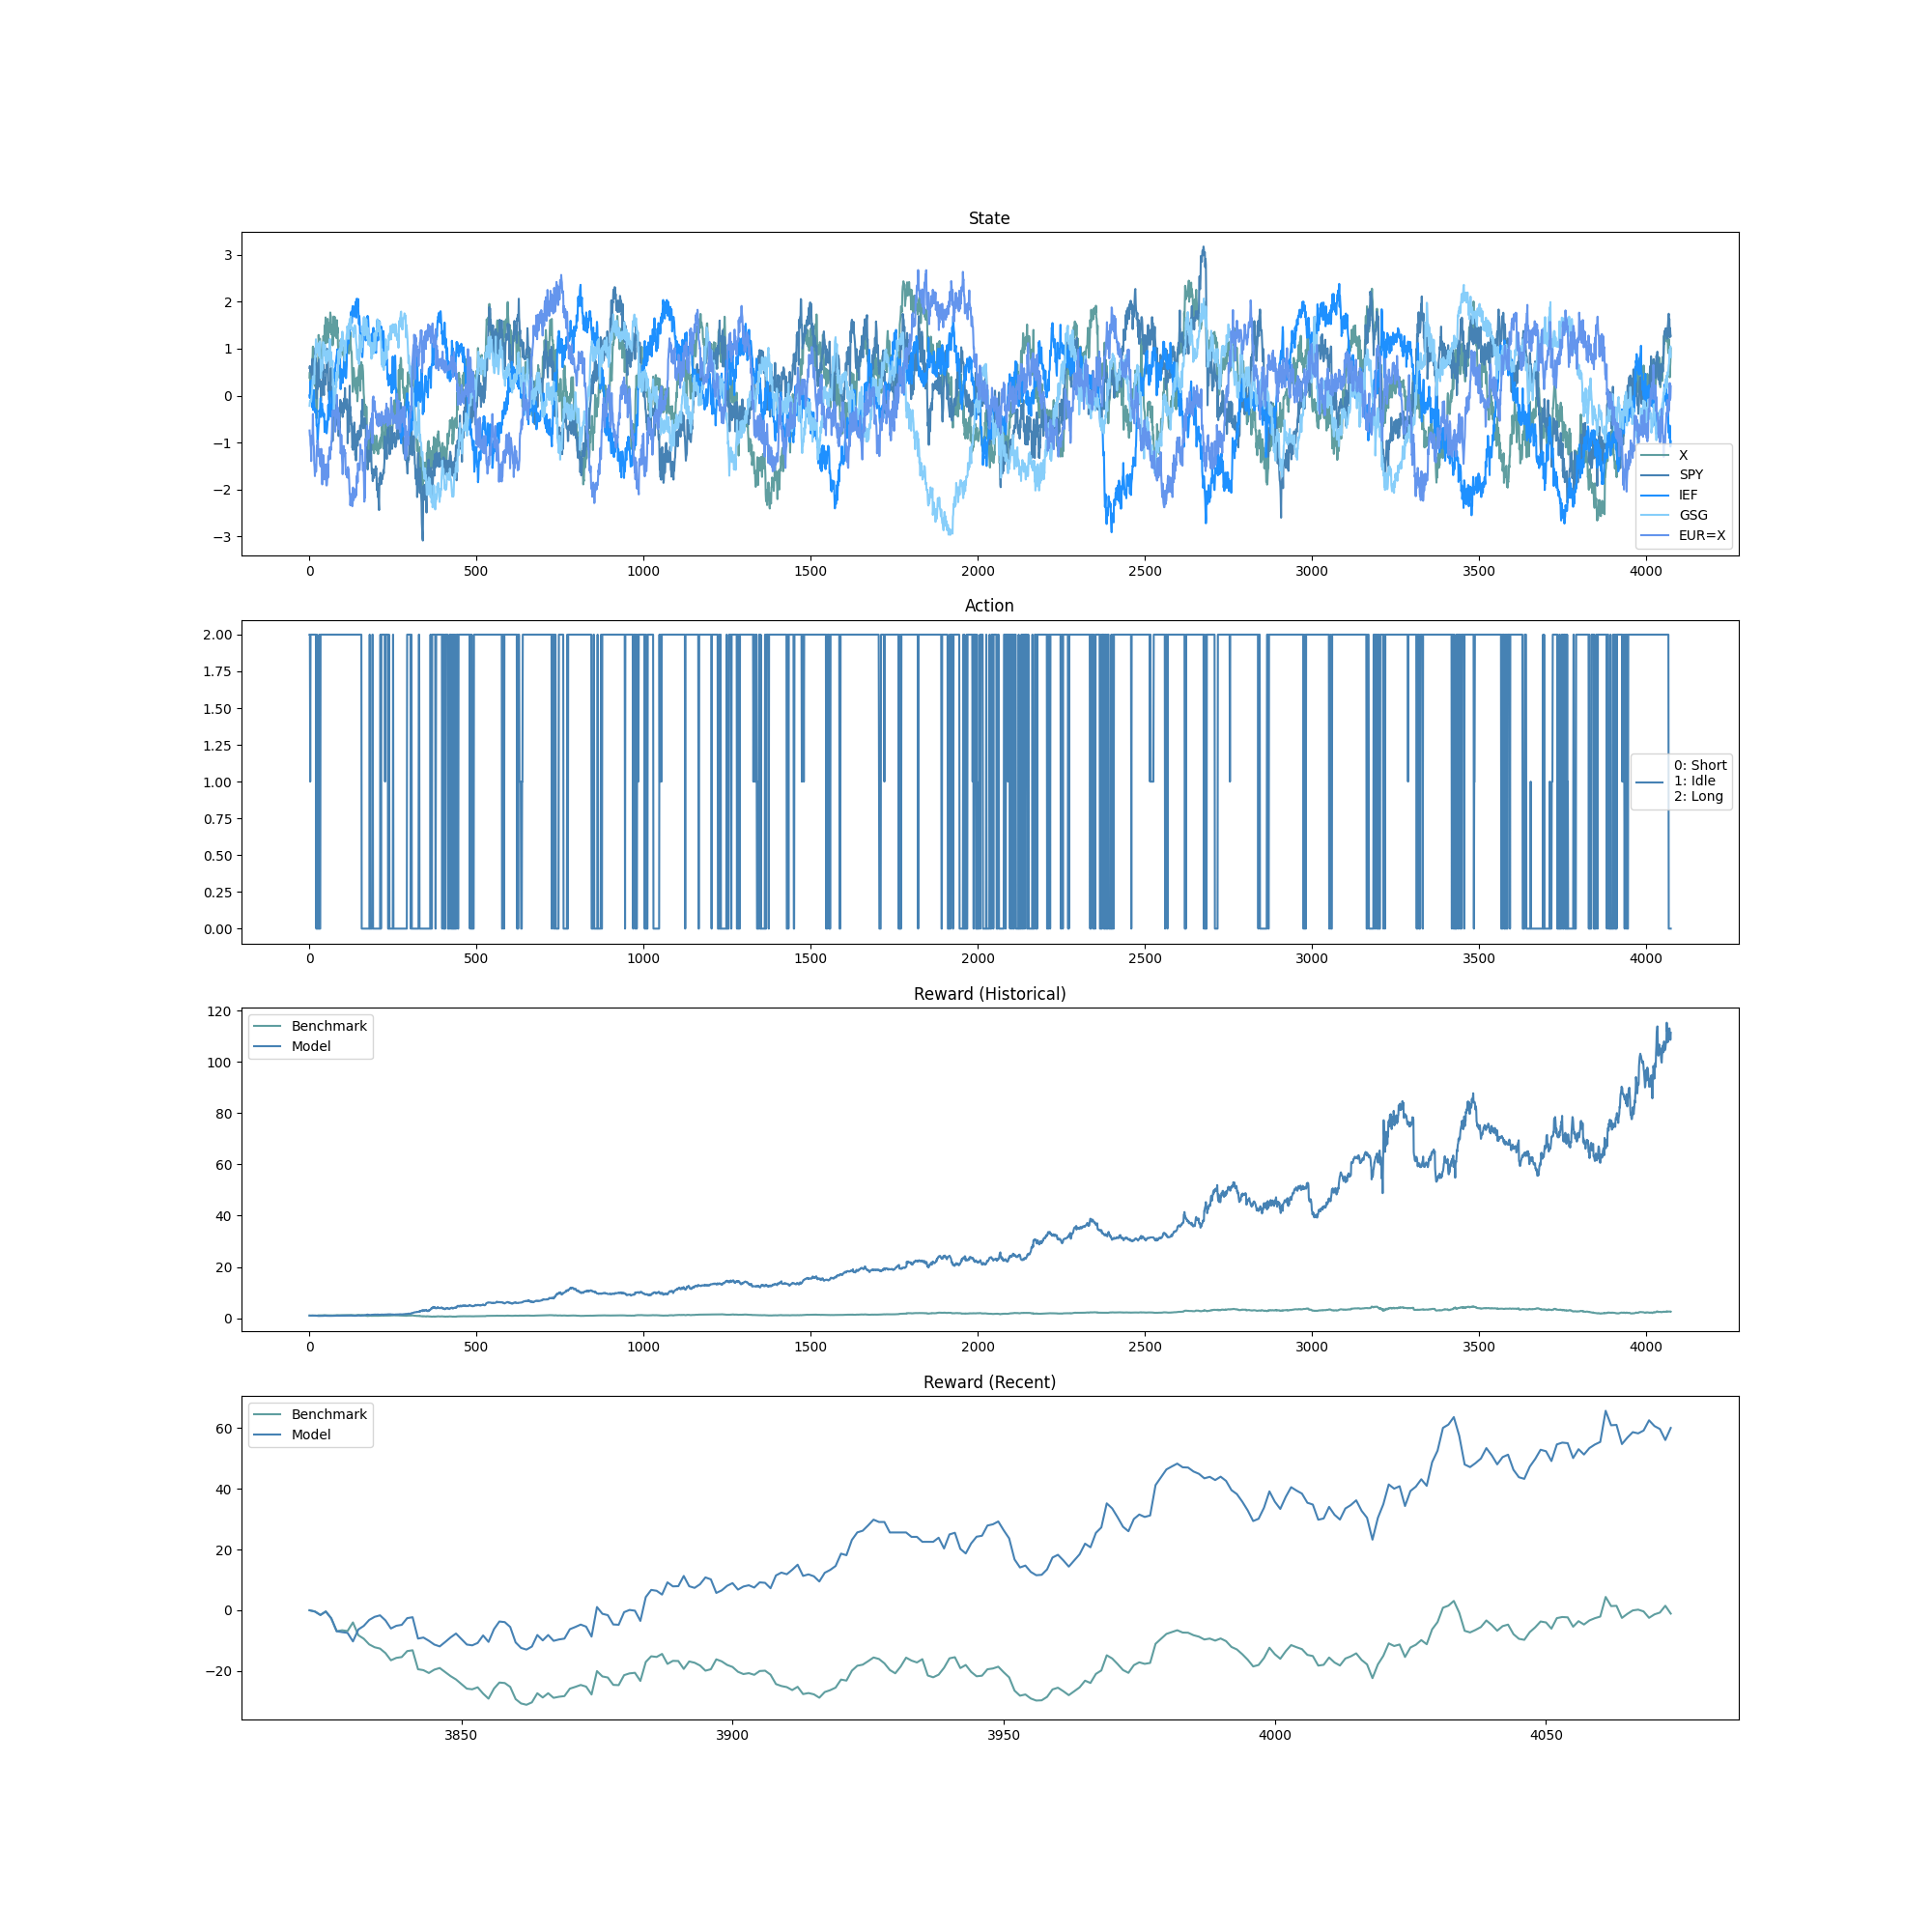 State
3
2
1
0
−1
−2
−3
X
SPY
IEF
GSG
EUR=X
0 500 1000 1500 2000 2500 3000 3500 4000
Action
2.00
1.75
1.50
1.25
1.00
0.75
0.50
0.25
0.00
0: Short
1: Idle
2: Long
0 500 1000 1500 2000 2500 3000 3500 4000
Reward (Historical)
120
100
80
60
40
20
0
Benchmark
Model
0 500 1000 1500 2000 2500 3000 3500 4000
Reward (Recent)
60
40
20
0
−20
Benchmark
Model
3850 3900 3950 4000 4050